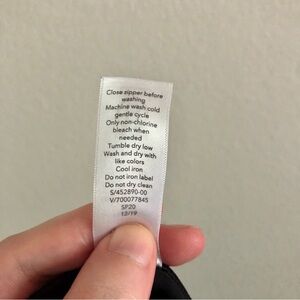 Close zipper before
washing
Machine wash cold
gentle cycle
Only non-chlorine
bleach when
needed
Tumble dry low
Wash and dry with
like colors
Cool iron
Do not iron label
Do not dry clean
S/452890-00
V/700077845
SP20
12/19